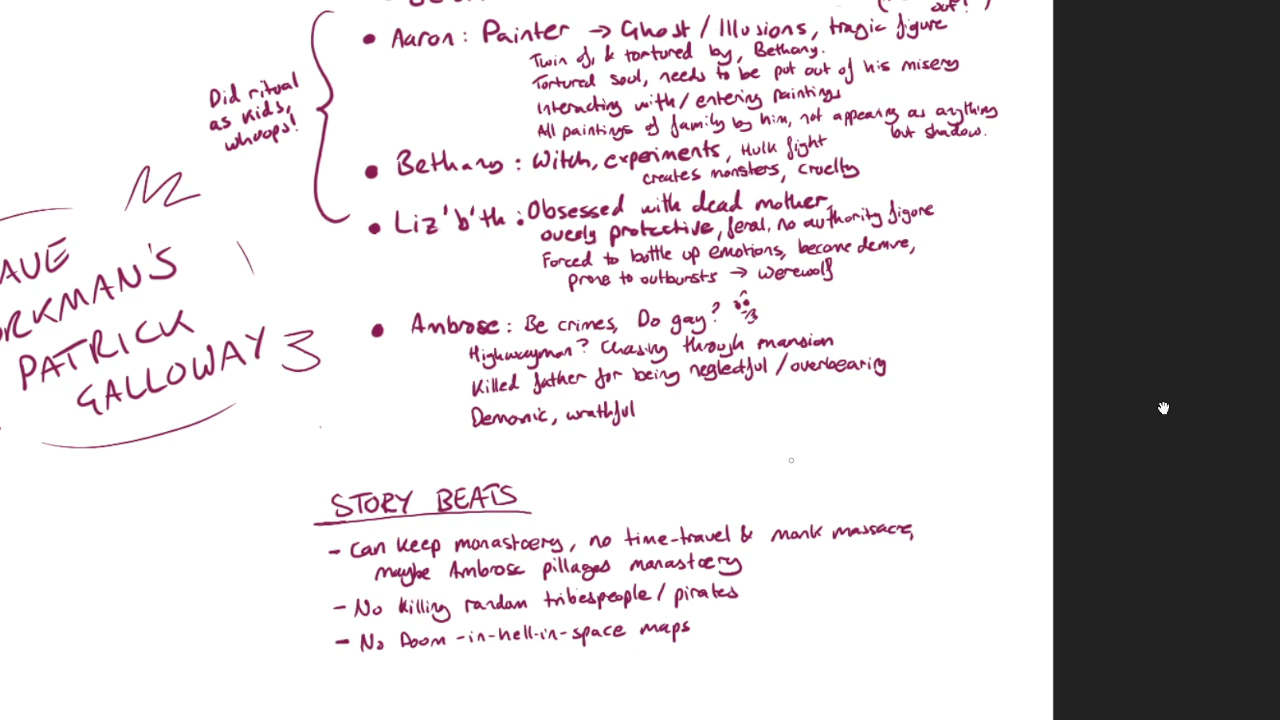 out! )
• Aaron: Painter → Ghost / Illusions, tragic figure
Twin of, & tortured by, Bethany.
Tortured soul, needs to be put out of his misery
Interacting with/entering paintings
All paintings of family by him, not appearing as anything
but shadow.
Did ritual
as kids,
whoops!
• Bethany: Witch, experiments, Hulk fight
creates monsters, cruelty
• Liz'b'th: Obsessed with dead mother,
overly protective, feral, no authority figure
Forced to bottle up emotions, become demure,
prone to outbursts → werewolf
• Ambrose: Be crimes, Do gay?
Highwayman? Chasing through mansion
Killed father for being neglectful/overbearing
Demonic, wrathful
AVE
ORKMAN'S
PATRICK
GALLOWAY 3
STORY BEATS
- Can keep monastery, no time-travel & monk massacre,
maybe Ambrose pillages monastery
- No killing random tribespeople/pirates
- No Doom-in-hell-in-space maps